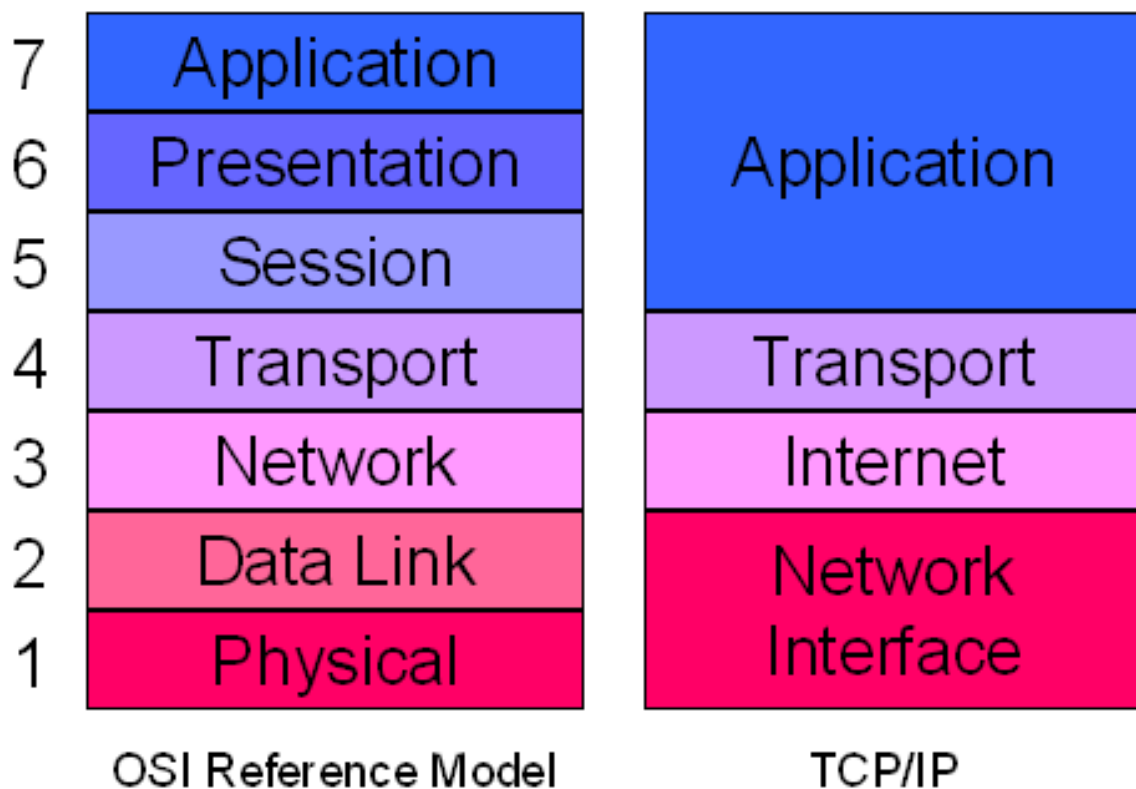 7
Application
6
Presentation
5
Session
4
Transport
3
Network
2
Data Link
1
Physical
OSI Reference Model
Application
Transport
Internet
Network
Interface
TCP/IP